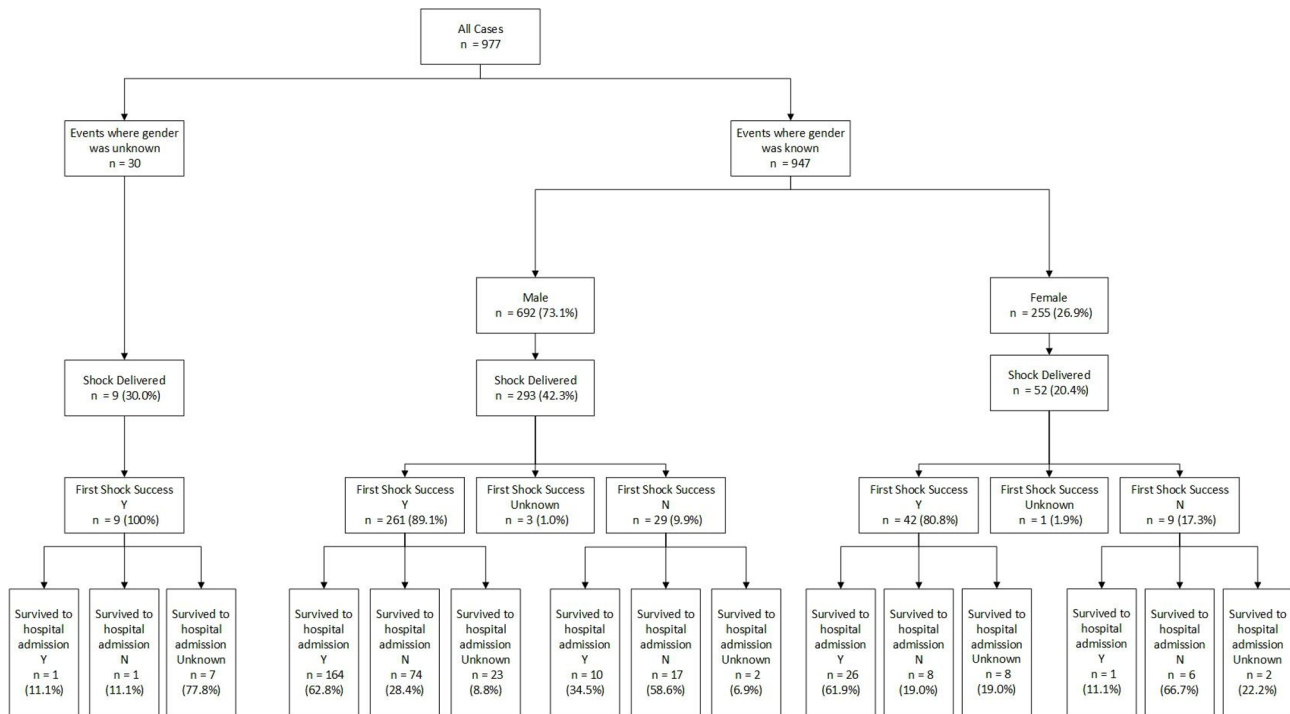 All Cases
n = 977
Events where gender
was unknown
n = 30
Events where gender
was known
n = 947
Male
n = 692 (73.1%)
Female
n = 255 (26.9%)
Shock Delivered
n = 9 (30.0%)
Shock Delivered
n = 293 (42.3%)
Shock Delivered
n = 52 (20.4%)
First Shock Success
Y
n = 9 (100%)
First Shock Success
Y
n = 261 (89.1%)
First Shock Success
Unknown
n = 3 (1.0%)
First Shock Success
N
n = 29 (9.9%)
First Shock Success
Y
n = 42 (80.8%)
First Shock Success
Unknown
n = 1 (1.9%)
First Shock Success
N
n = 9 (17.3%)
Survived to
hospital
admission
Y
n = 1
(11.1%)
Survived to
hospital
admission
N
n = 1
(11.1%)
Survived to
hospital
admission
Unknown
n = 7
(77.8%)
Survived to
hospital
admission
Y
n = 164
(62.8%)
Survived to
hospital
admission
N
n = 74
(28.4%)
Survived to
hospital
admission
Unknown
n = 23
(8.8%)
Survived to
hospital
admission
Y
n = 10
(34.5%)
Survived to
hospital
admission
N
n = 17
(58.6%)
Survived to
hospital
admission
Unknown
n = 2
(6.9%)
Survived to
hospital
admission
Y
n = 26
(61.9%)
Survived to
hospital
admission
N
n = 8
(19.0%)
Survived to
hospital
admission
Unknown
n = 8
(19.0%)
Survived to
hospital
admission
Y
n = 1
(11.1%)
Survived to
hospital
admission
N
n = 6
(66.7%)
Survived to
hospital
admission
Unknown
n = 2
(22.2%)